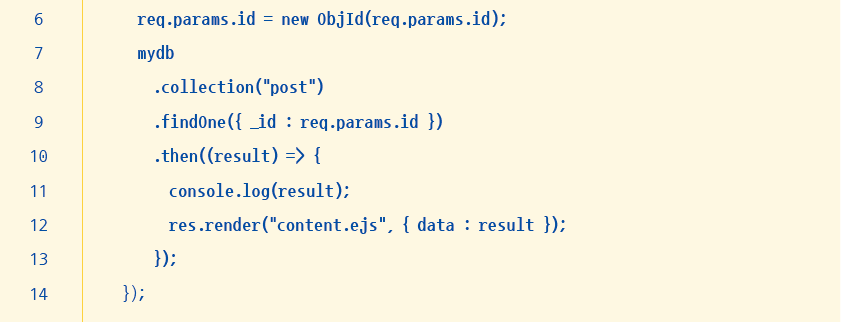 6 req.params.id = new ObjId(req.params.id);
7 mydb
8 .collection("post")
9 .findOne({ _id : req.params.id })
10 .then((result) => {
11 console.log(result);
12 res.render("content.ejs", { data : result });
13 });
14 });